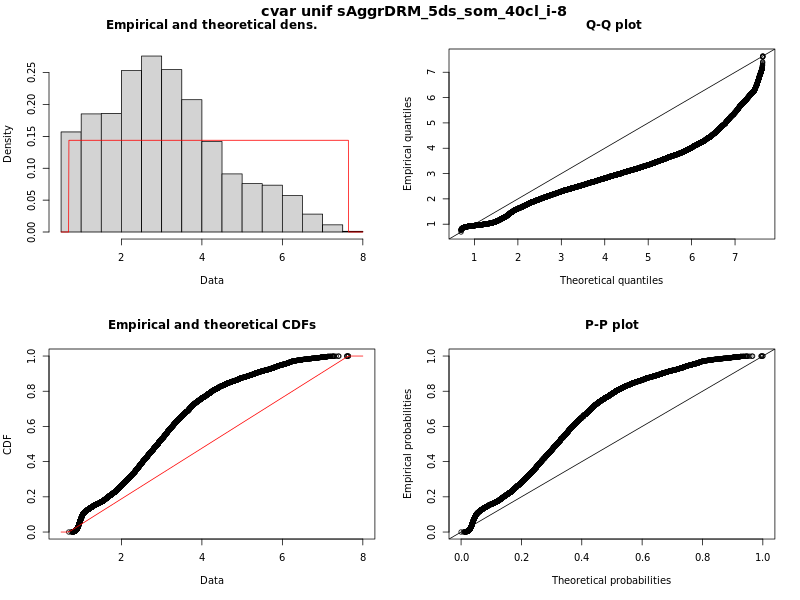 cvar unif sAggrDRM_5ds_som_40cl_i-8
Empirical and theoretical dens.
Density
0.00 0.05 0.10 0.15 0.20 0.25
2 4 6 8
Data
Q-Q plot
Empirical quantiles
1 2 3 4 5 6 7
1 2 3 4 5 6 7
Theoretical quantiles
Empirical and theoretical CDFs
CDF
0.0 0.2 0.4 0.6 0.8 1.0
2 4 6 8
Data
P-P plot
Empirical probabilities
0.0 0.2 0.4 0.6 0.8 1.0
0.0 0.2 0.4 0.6 0.8 1.0
Theoretical probabilities